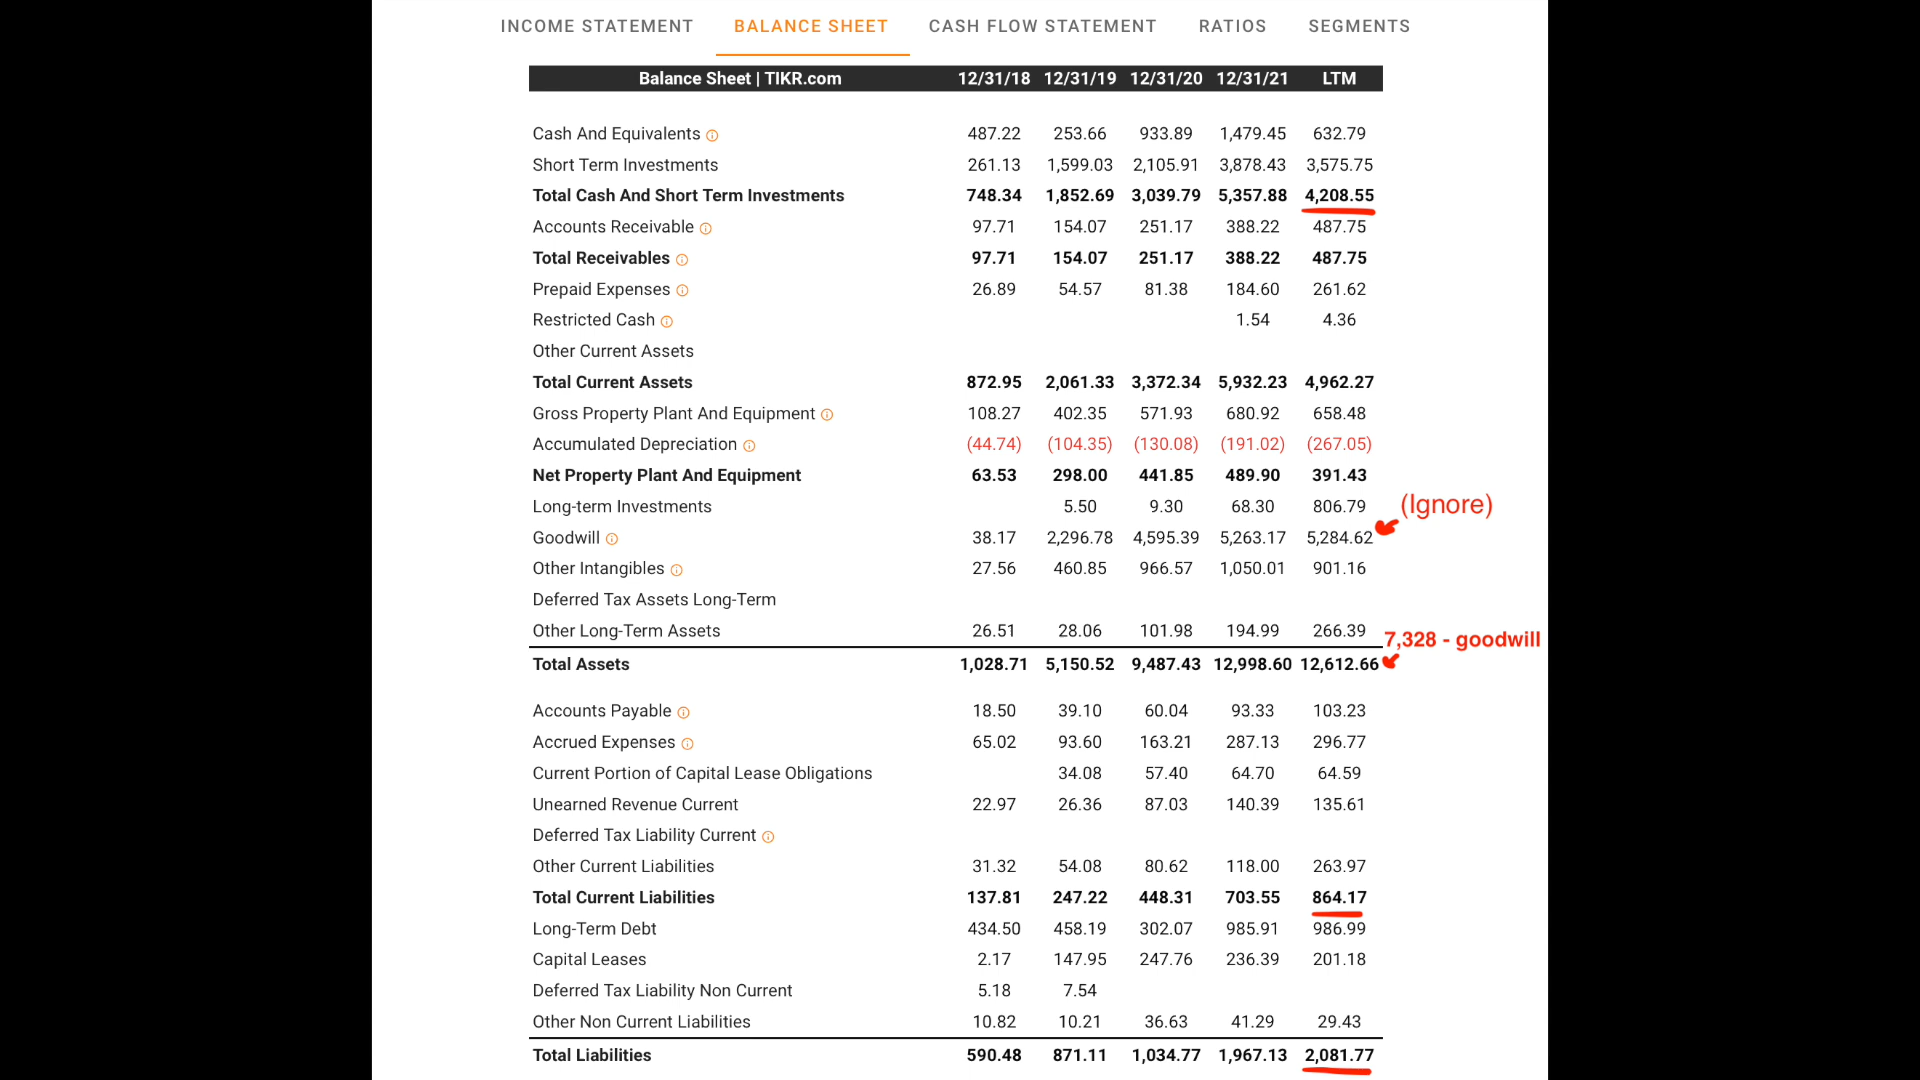 INCOME STATEMENT BALANCE SHEET CASH FLOW STATEMENT RATIOS SEGMENTS
Balance Sheet | TIKR.com 12/31/18 12/31/19 12/31/20 12/31/21 LTM
Cash And Equivalents 487.22 253.66 933.89 1,479.45 632.79
Short Term Investments 261.13 1,599.03 2,105.91 3,878.43 3,575.75
Total Cash And Short Term Investments 748.34 1,852.69 3,039.79 5,357.88 4,208.55
Accounts Receivable 97.71 154.07 251.17 388.22 487.75
Total Receivables 97.71 154.07 251.17 388.22 487.75
Prepaid Expenses 26.89 54.57 81.38 184.60 261.62
Restricted Cash 1.54 4.36
Other Current Assets
Total Current Assets 872.95 2,061.33 3,372.34 5,932.23 4,962.27
Gross Property Plant And Equipment 108.27 402.35 571.93 680.92 658.48
Accumulated Depreciation (44.74) (104.35) (130.08) (191.02) (267.05)
Net Property Plant And Equipment 63.53 298.00 441.85 489.90 391.43
Long-term Investments 5.50 9.30 68.30 806.79
(Ignore)
Goodwill 38.17 2,296.78 4,595.39 5,263.17 5,284.62
Other Intangibles 27.56 460.85 966.57 1,050.01 901.16
Deferred Tax Assets Long-Term
Other Long-Term Assets 26.51 28.06 101.98 194.99 266.39
7,328 - goodwill
Total Assets 1,028.71 5,150.52 9,487.43 12,998.60 12,612.66
Accounts Payable 18.50 39.10 60.04 93.33 103.23
Accrued Expenses 65.02 93.60 163.21 287.13 296.77
Current Portion of Capital Lease Obligations 34.08 57.40 64.70 64.59
Unearned Revenue Current 22.97 26.36 87.03 140.39 135.61
Deferred Tax Liability Current
Other Current Liabilities 31.32 54.08 80.62 118.00 263.97
Total Current Liabilities 137.81 247.22 448.31 703.55 864.17
Long-Term Debt 434.50 458.19 302.07 985.91 986.99
Capital Leases 2.17 147.95 247.76 236.39 201.18
Deferred Tax Liability Non Current 5.18 7.54
Other Non Current Liabilities 10.82 10.21 36.63 41.29 29.43
Total Liabilities 590.48 871.11 1,034.77 1,967.13 2,081.77